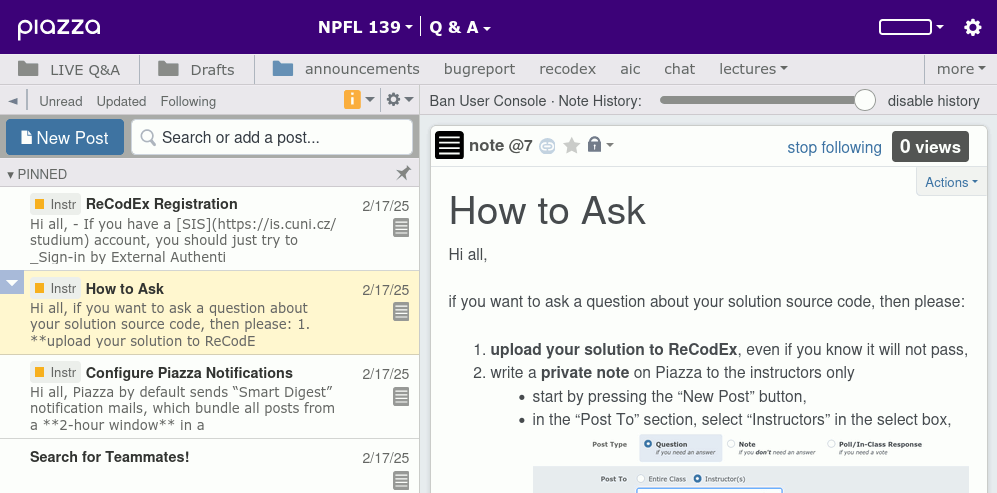 piazza
NPFL 139
Q & A
LIVE Q&A
Drafts
announcements
bugreport
recodex
aic
chat
lectures
more
Unread
Updated
Following
Ban User Console · Note History:
disable history
New Post
Search or add a post...
PINNED
Instr ReCodEx Registration
2/17/25
Hi all, - If you have a [SIS](https://is.cuni.cz/
studium) account, you should just try to
_Sign-in by External Authenti
Instr How to Ask
2/17/25
Hi all, if you want to ask a question about
your solution source code, then please: 1.
**upload your solution to ReCodE
Instr Configure Piazza Notifications
2/17/25
Hi all, Piazza by default sends “Smart Digest”
notification mails, which bundle all posts from
a **2-hour window** in a
Search for Teammates!
2/17/25
note @7
stop following
0 views
Actions
How to Ask
Hi all,
if you want to ask a question about your solution source code, then please:
1. upload your solution to ReCodEx, even if you know it will not pass,
2. write a private note on Piazza to the instructors only
• start by pressing the “New Post” button,
• in the “Post To” section, select “Instructors” in the select box,
Post Type
Question
if you need an answer
Note
if you don't need an answer
Poll/In-Class Response
if you need a vote
Post To
Entire Class
Instructor(s)